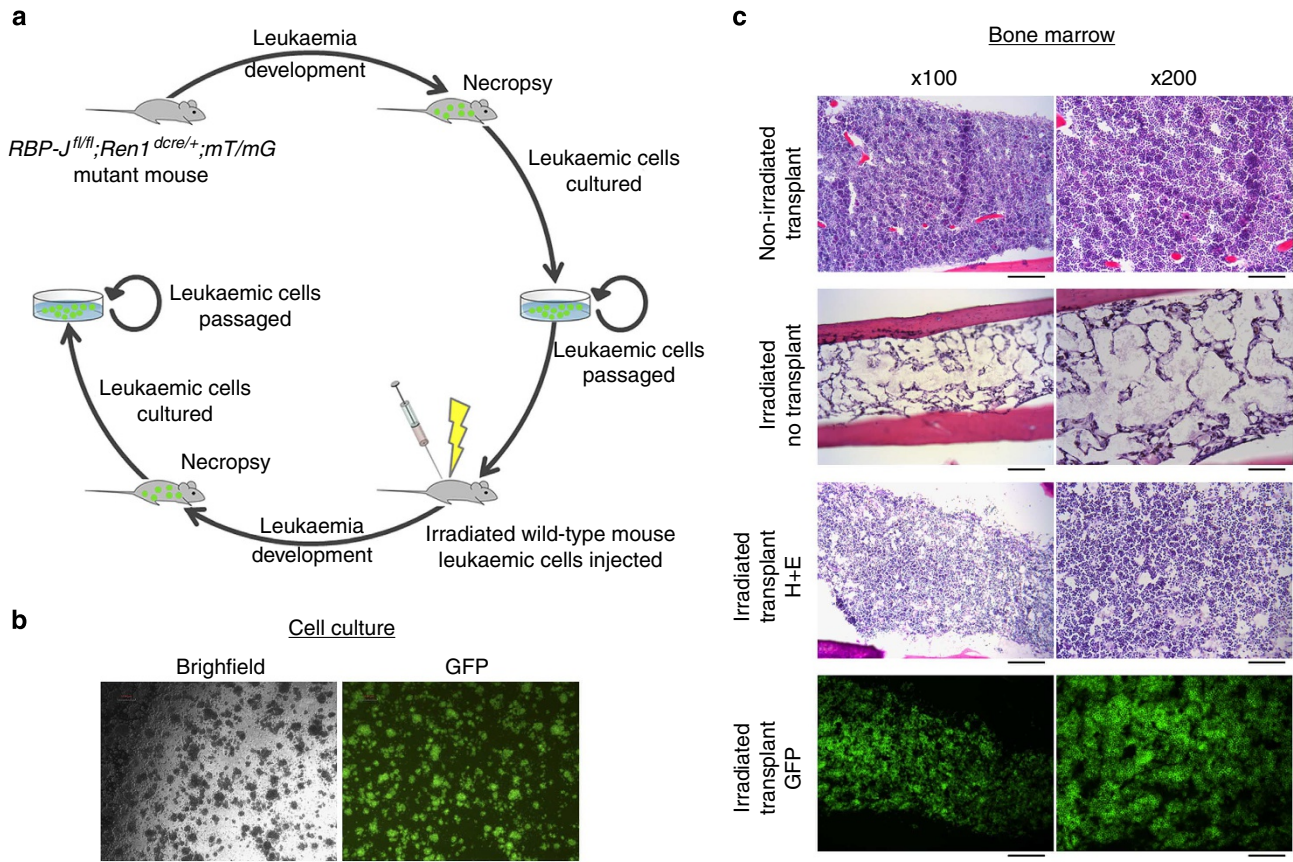 a
Leukaemia
development
Necropsy
RBP-J fl/fl;Ren1 dcre/+;mT/mG
mutant mouse
Leukaemic cells
cultured
Leukaemic cells
passaged
Leukaemic cells
passaged
Leukaemic cells
cultured
Necropsy
Leukaemia
development
Irradiated wild-type mouse
leukaemic cells injected
b
Cell culture
Brighfield
GFP
c
Bone marrow
x100
x200
Non-irradiated
transplant
Irradiated
no transplant
Irradiated
transplant
H+E
Irradiated
transplant
GFP